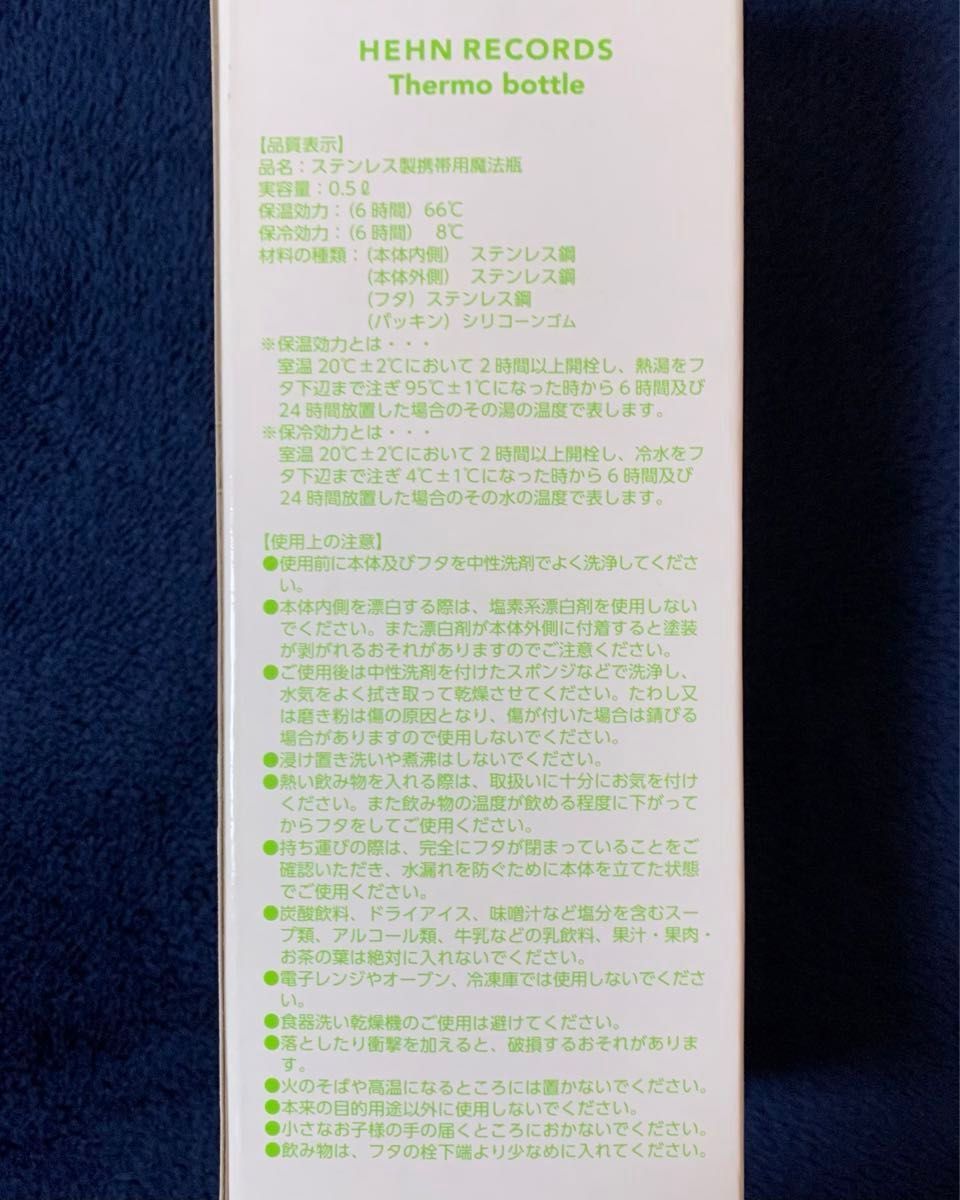 HEHN RECORDS
Thermo bottle
【品質表示】
品名：ステンレス製携帯用魔法瓶
実容量：0.5ℓ
保温効力：（6 時間）66℃
保冷効力：（6 時間）　8℃
材料の種類：（本体内側）　ステンレス鋼
（本体外側）　ステンレス鋼
（フタ）ステンレス鋼
（パッキン）シリコーンゴム
※保温効力とは・・・
室温 20℃±2℃において 2 時間以上開栓し、熱湯をフ
タ下辺まで注ぎ 95℃±1℃になった時から 6 時間及び
24 時間放置した場合のその湯の温度で表します。
※保冷効力とは・・・
室温 20℃±2℃において 2 時間以上開栓し、冷水をフ
タ下辺まで注ぎ 4℃±1℃になった時から 6 時間及び
24 時間放置した場合のその水の温度で表します。
【使用上の注意】
●使用前に本体及びフタを中性洗剤でよく洗浄してくださ
い。
●本体内側を漂白する際は、塩素系漂白剤を使用しない
でください。また漂白剤が本体外側に付着すると塗装
が剥がれるおそれがありますのでご注意ください。
●ご使用後は中性洗剤を付けたスポンジなどで洗浄し、
水気をよく拭き取って乾燥させてください。たわし又
は磨き粉は傷の原因となり、傷が付いた場合は錆びる
場合がありますので使用しないでください。
●浸け置き洗いや煮沸はしないでください。
●熱い飲み物を入れる際は、取扱いに十分にお気を付け
ください。また飲み物の温度が飲める程度に下がって
からフタをしてご使用ください。
●持ち運びの際は、完全にフタが閉まっていることをご
確認いただき、水漏れを防ぐために本体を立てた状態
でご使用ください。
●炭酸飲料、ドライアイス、味噌汁など塩分を含むスー
プ類、アルコール類、牛乳などの乳飲料、果汁・果肉・
お茶の葉は絶対に入れないでください。
●電子レンジやオーブン、冷凍庫では使用しないでくださ
い。
●食器洗い乾燥機のご使用は避けてください。
●落としたり衝撃を加えると、破損するおそれがありま
す。
●火のそばや高温になるところには置かないでください。
●本来の目的用途以外に使用しないでください。
●小さなお子様の手の届くところにおかないでください。
●飲み物は、フタの栓下端より少なめに入れてください。